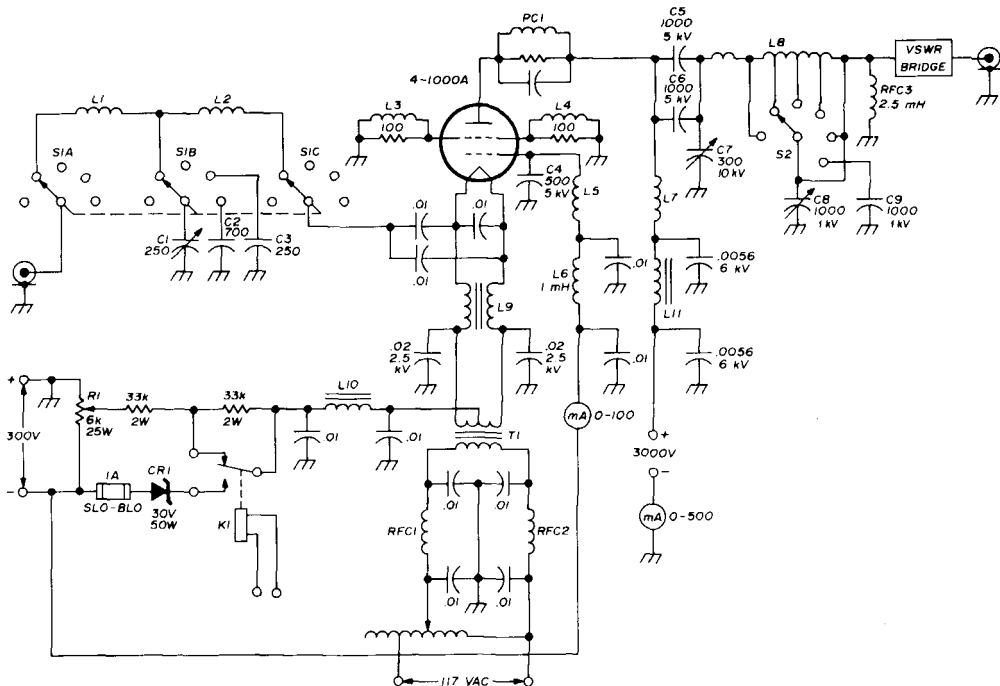 PC1
C5
1000
5 kV
L8
VSWR
BRIDGE
4-1000A
C6
1000
5 kV
RFC3
2.5 mH
L1
L2
L3
100
L4
100
S1A
S1B
S1C
C4
500
5 kV
L5
L7
C7
300
10 kV
S2
C8
1000
1 kV
C9
1000
1 kV
C1
250
C2
700
C3
250
.01
.01
.01
L6
1 mH
.01
.0056
6 kV
L9
L11
.02
2.5
kV
.02
2.5
kV
.01
.0056
6 kV
+
R1
6k
25W
33k
2W
33k
2W
L10
mA
0-100
300V
.01
.01
T1
+
3000V
-
-
1A
SLO-BLO
CR1
30V
50W
K1
.01
.01
mA
0-500
RFC1
RFC2
.01
.01
117 VAC